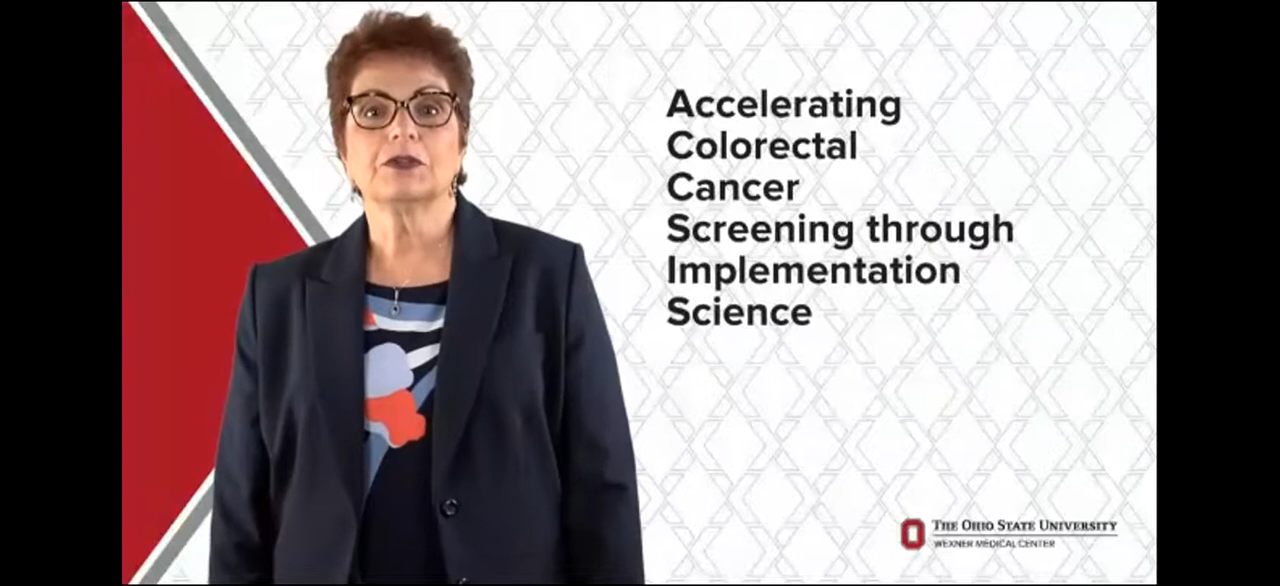 Accelerating
Colorectal
Cancer
Screening through
Implementation
Science
THE OHIO STATE UNIVERSITY
WEXNER MEDICAL CENTER